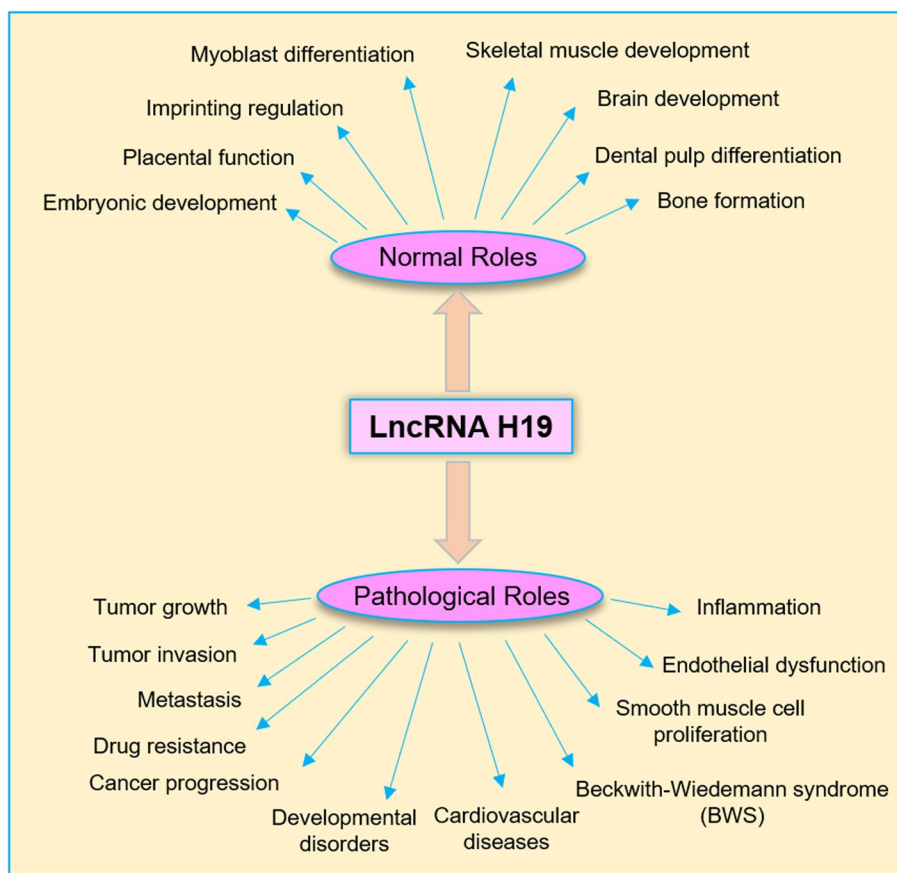 Myoblast differentiation
Skeletal muscle development
Imprinting regulation
Brain development
Placental function
Dental pulp differentiation
Embryonic development
Bone formation
Normal Roles
LncRNA H19
Pathological Roles
Tumor growth
Inflammation
Tumor invasion
Endothelial dysfunction
Metastasis
Smooth muscle cell
proliferation
Drug resistance
Cancer progression
Beckwith-Wiedemann syndrome
(BWS)
Developmental
disorders
Cardiovascular
diseases